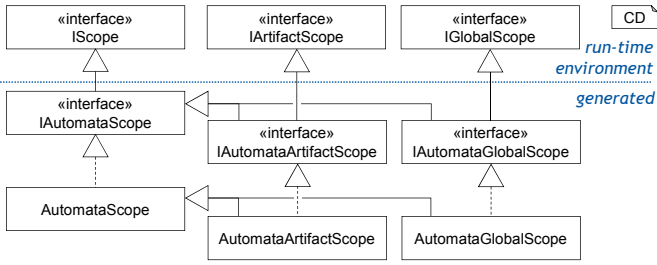 «interface»
IScope
«interface»
IArtifactScope
«interface»
IGlobalScope
CD
run-time
environment
generated
«interface»
IAutomataScope
«interface»
IAutomataArtifactScope
«interface»
IAutomataGlobalScope
AutomataScope
AutomataArtifactScope
AutomataGlobalScope